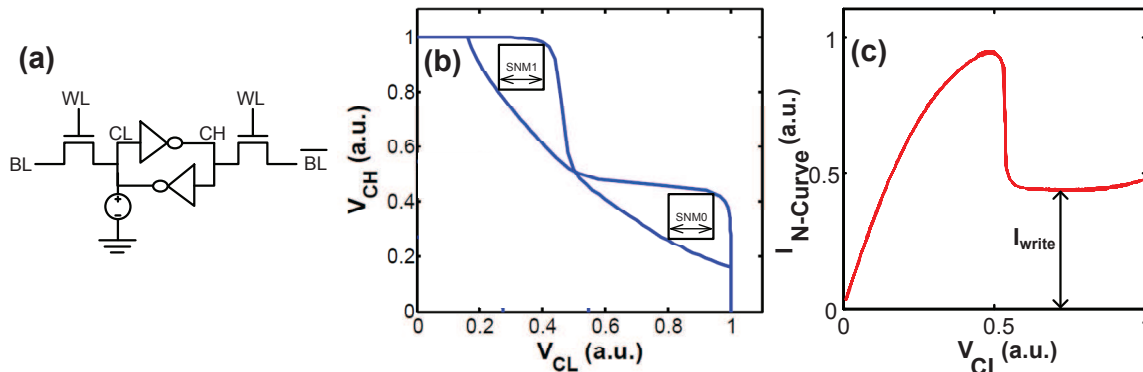 (a)
WL
WL
CL
CH
BL
BL
+
-
(b)
SNM1
SNM0
V_CH (a.u.)
1
0.8
0.6
0.4
0.2
0
0
0.2
0.4
0.6
0.8
1
V_CL (a.u.)
(c)
I_N-Curve (a.u.)
1
0.5
0
I_write
0
0.5
1
V_CL (a.u.)